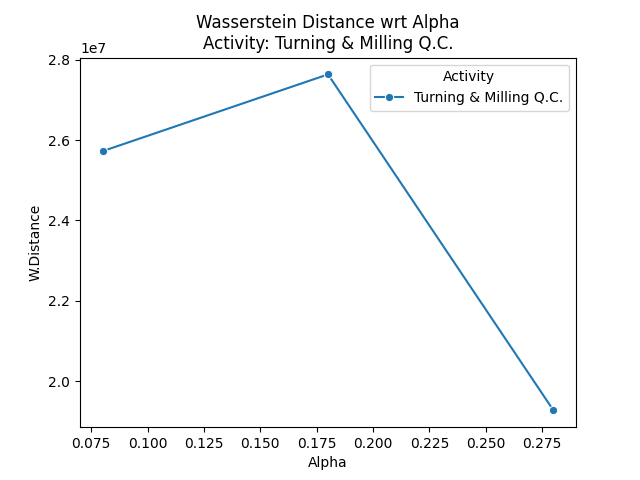 Wasserstein Distance wrt Alpha
Activity: Turning & Milling Q.C.
1e7
2.8
2.6
2.4
2.2
2.0
W.Distance
Activity
Turning & Milling Q.C.
0.075 0.100 0.125 0.150 0.175 0.200 0.225 0.250 0.275
Alpha